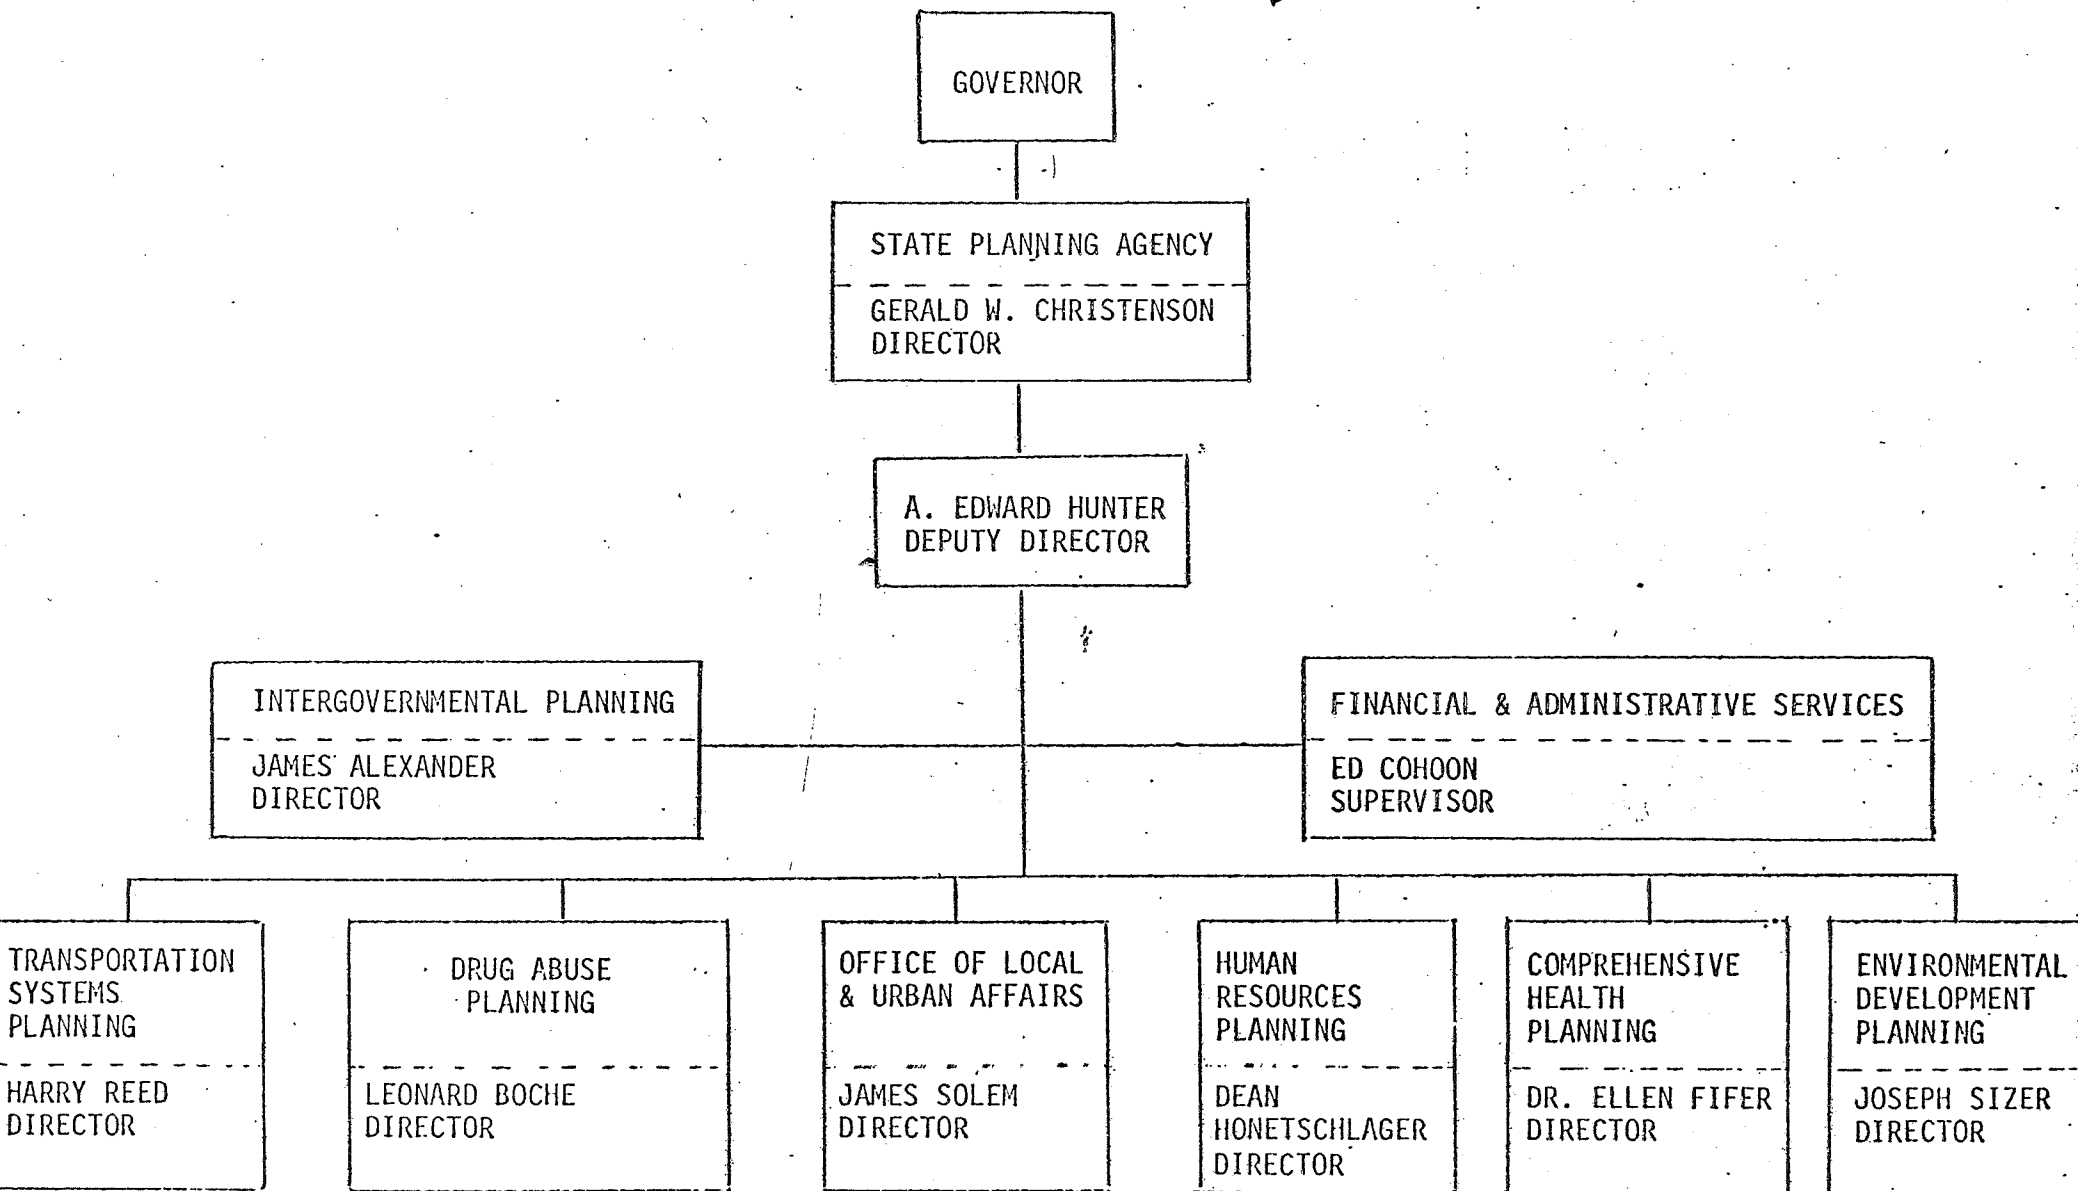 GOVERNOR
STATE PLANNING AGENCY
GERALD W. CHRISTENSON
DIRECTOR
A. EDWARD HUNTER
DEPUTY DIRECTOR
INTERGOVERNMENTAL PLANNING
JAMES ALEXANDER
DIRECTOR
FINANCIAL & ADMINISTRATIVE SERVICES
ED COHOON
SUPERVISOR
TRANSPORTATION
SYSTEMS
PLANNING
HARRY REED
DIRECTOR
DRUG ABUSE
PLANNING
LEONARD BOCHE
DIRECTOR
OFFICE OF LOCAL
& URBAN AFFAIRS
JAMES SOLEM
DIRECTOR
HUMAN
RESOURCES
PLANNING
DEAN
HONETSCHLAGER
DIRECTOR
COMPREHENSIVE
HEALTH
PLANNING
DR. ELLEN FIFER
DIRECTOR
ENVIRONMENTAL
DEVELOPMENT
PLANNING
JOSEPH SIZER
DIRECTOR